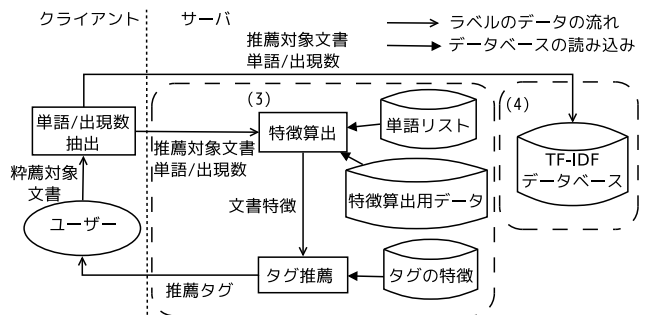 クライアント
サーバ
ラベルのデータの流れ
データベースの読み込み
推薦対象文書
単語/出現数
(3)
(4)
単語/出現数
抽出
推薦対象文書
単語/出現数
特徴算出
単語リスト
TF-IDF
データベース
粋薦対象
文書
特徴算出用データ
ユーザー
文書特徴
タグ推薦
タグの特徴
推薦タグ